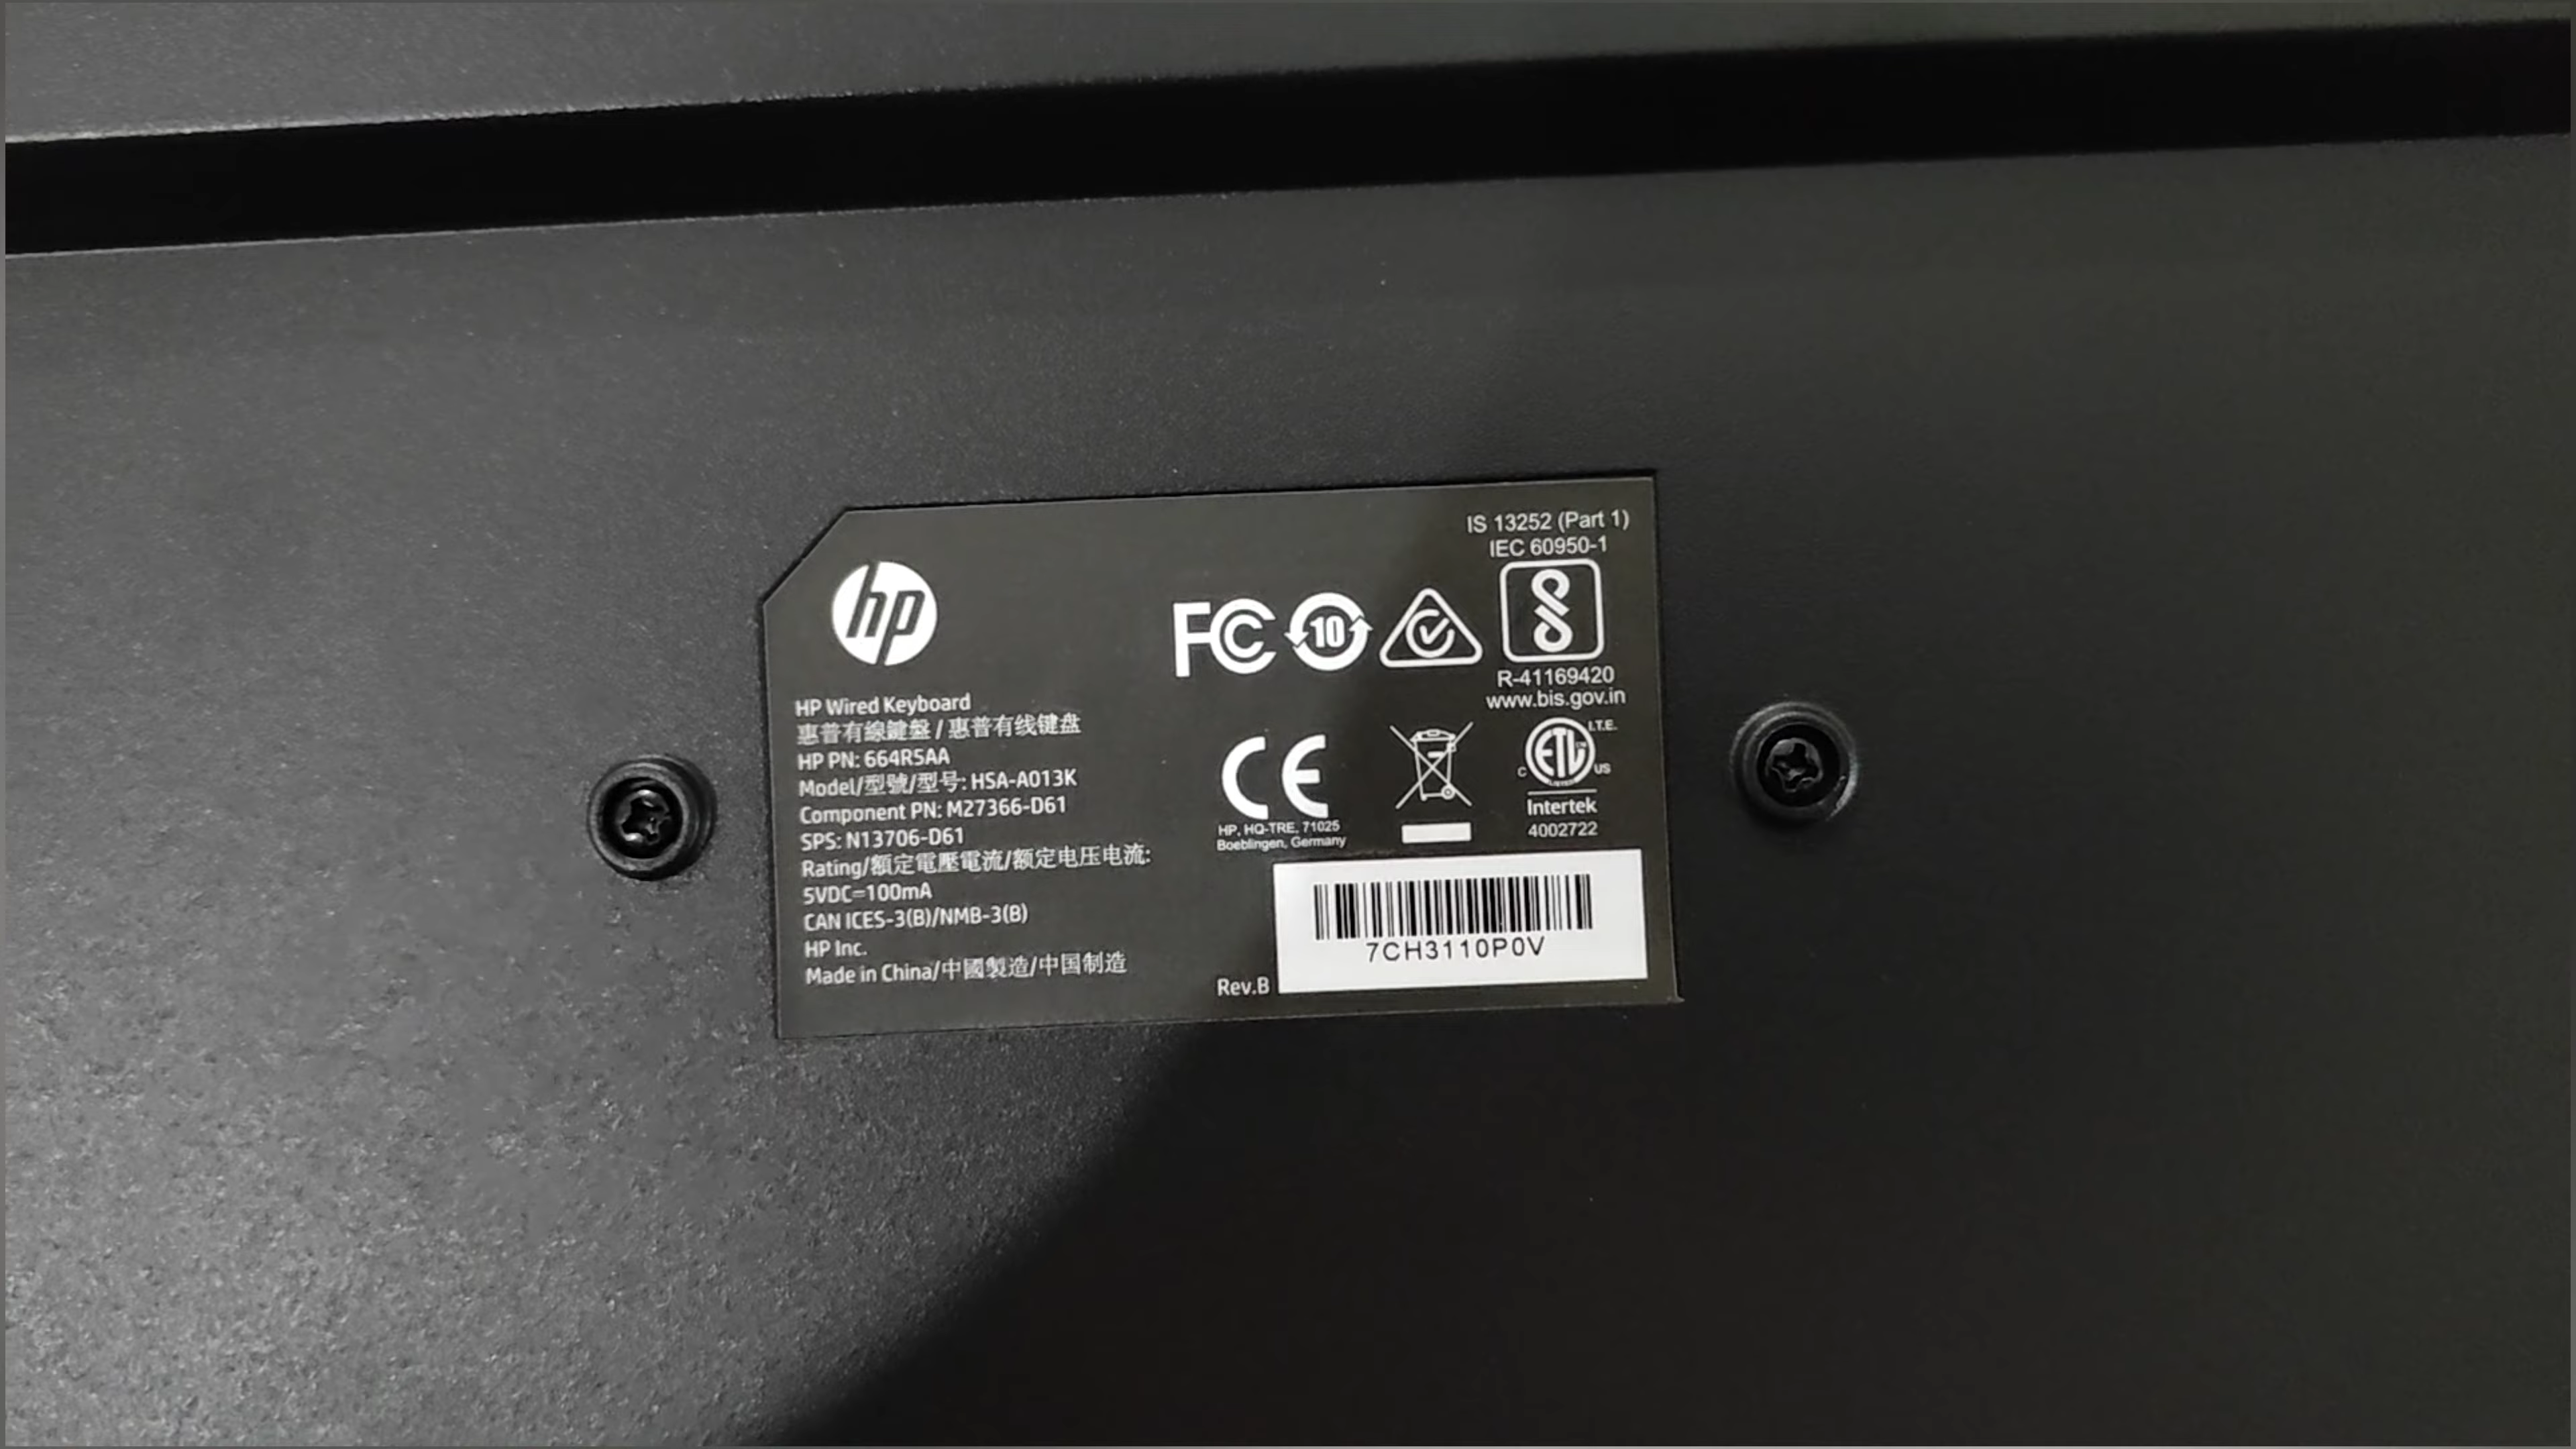 hp
HP Wired Keyboard
惠普有線鍵盤 / 惠普有线键盘
HP PN: 664R5AA
Model/型號/型号: HSA-A013K
Component PN: M27366-D61
SPS: N13706-D61
Rating/額定電壓電流/额定电压电流:
5VDC=100mA
CAN ICES-3(B)/NMB-3(B)
HP Inc.
Made in China/中國製造/中国制造
IS 13252 (Part 1)
IEC 60950-1
FC 10
R-41169420
www.bis.gov.in
CE
HP, HQ-TRE, 71025
Boeblingen, Germany
I.T.E.
ETL
C US
Intertek
4002722
7CH3110P0V
Rev.B